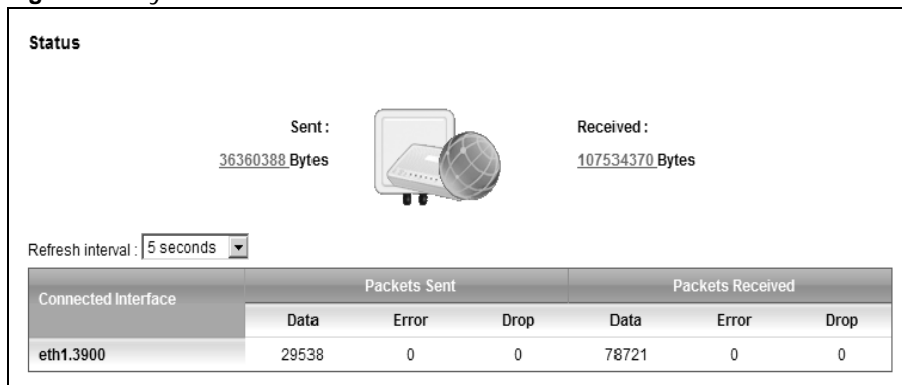 Status
Sent :
36360388 Bytes
Received :
107534370 Bytes
Refresh interval : 5 seconds
Connected Interface
Packets Sent
Packets Received
Data Error Drop Data Error Drop
eth1.3900 29538 0 0 78721 0 0